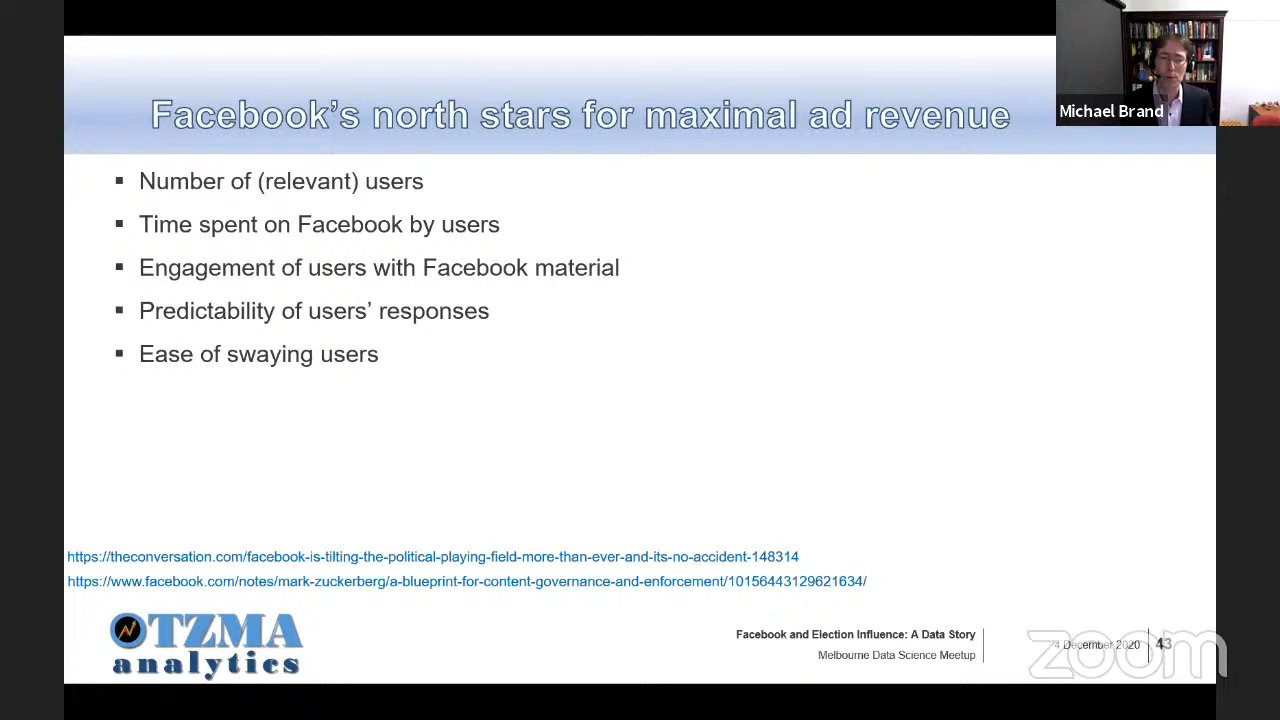 Facebook's north stars for maximal ad revenue
Michael Brand
▪ Number of (relevant) users
▪ Time spent on Facebook by users
▪ Engagement of users with Facebook material
▪ Predictability of users’ responses
▪ Ease of swaying users
https://theconversation.com/facebook-is-tilting-the-political-playing-field-more-than-ever-and-its-no-accident-148314
https://www.facebook.com/notes/mark-zuckerberg/a-blueprint-for-content-governance-and-enforcement/10156443129621634/
OTZMA
analytics
Facebook and Election Influence: A Data Story
Melbourne Data Science Meetup
4 December 2020
43
zoom